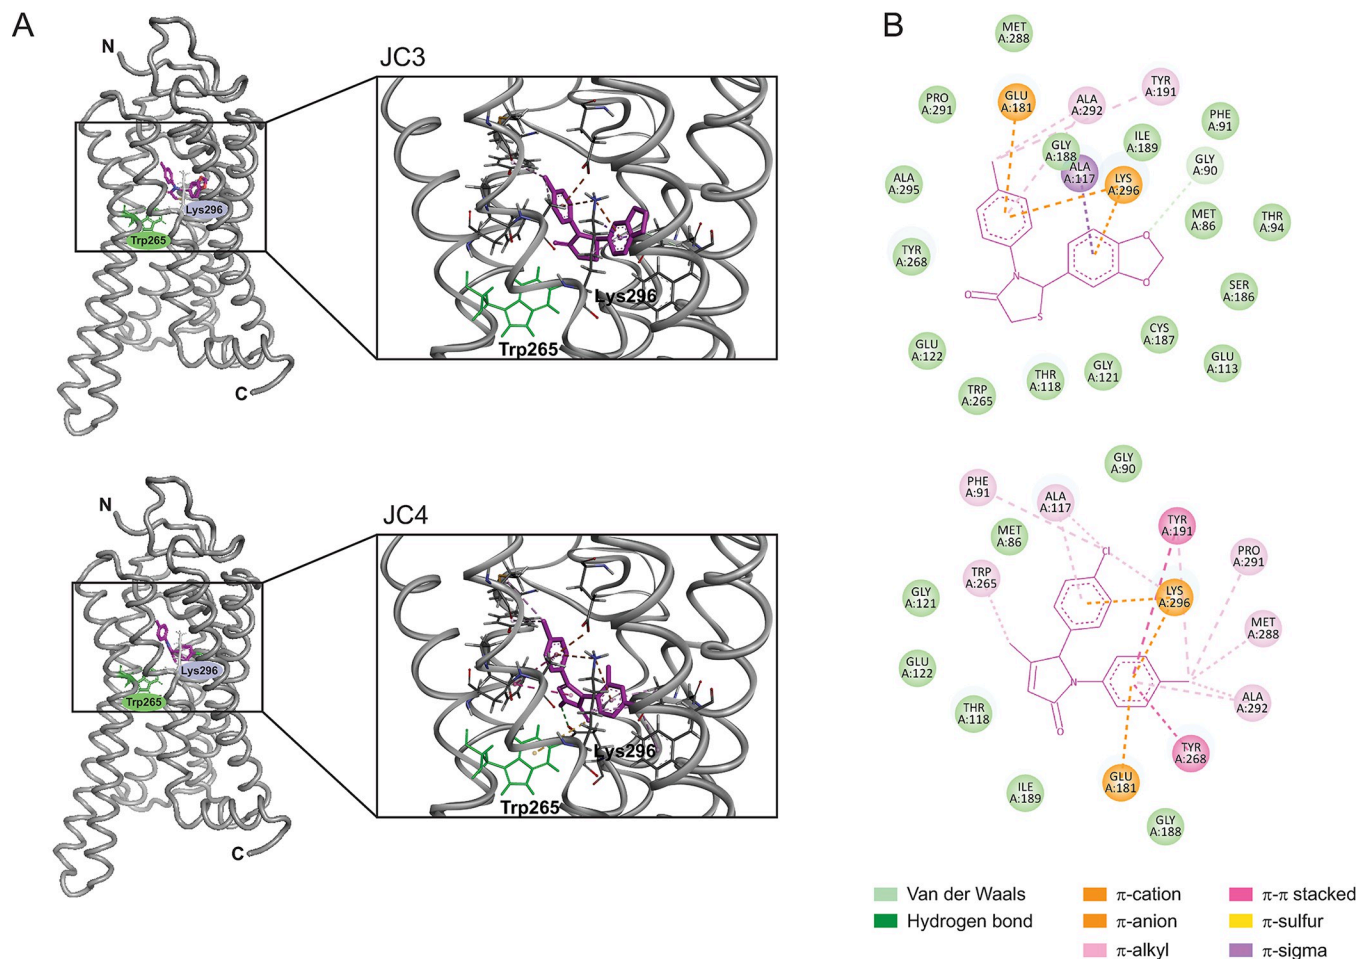 A
N
Lys296
Trp265
C
JC3
Lys296
Trp265
N
Lys296
Trp265
C
JC4
Lys296
Trp265
B
MET
A:288
PRO
A:291
GLU
A:181
ALA
A:292
TYR
A:191
PHE
A:91
GLY
A:188
ILE
A:189
ALA
A:117
LYS
A:296
GLY
A:90
ALA
A:295
MET
A:86
THR
A:94
TYR
A:268
N
O
S
O
O
SER
A:186
GLU
A:122
CYS
A:187
GLU
A:113
TRP
A:265
THR
A:118
GLY
A:121
GLY
A:90
PHE
A:91
ALA
A:117
MET
A:86
TYR
A:191
PRO
A:291
Cl
TRP
A:265
LYS
A:296
GLY
A:121
MET
A:288
GLU
A:122
N
O
ALA
A:292
THR
A:118
TYR
A:268
ILE
A:189
GLU
A:181
GLY
A:188
Van der Waals
Hydrogen bond
π-cation
π-anion
π-alkyl
π-π stacked
π-sulfur
π-sigma